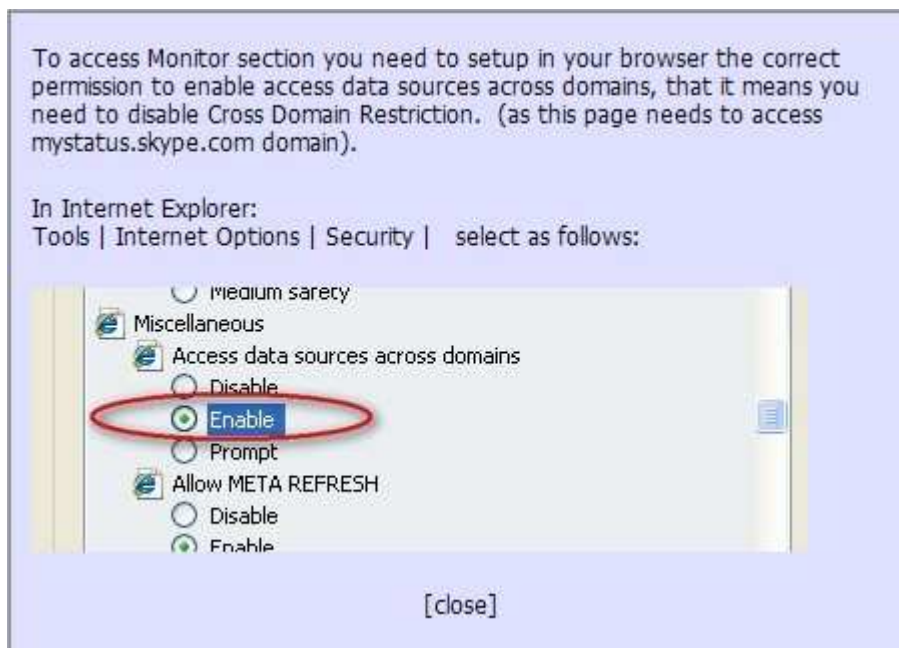 To access Monitor section you need to setup in your browser the correct
permission to enable access data sources across domains, that it means you
need to disable Cross Domain Restriction.  (as this page needs to access
mystatus.skype.com domain).
In Internet Explorer:
Tools | Internet Options | Security |   select as follows:
Medium safety
Miscellaneous
Access data sources across domains
Disable
Enable
Prompt
Allow META REFRESH
Disable
Enable
[close]